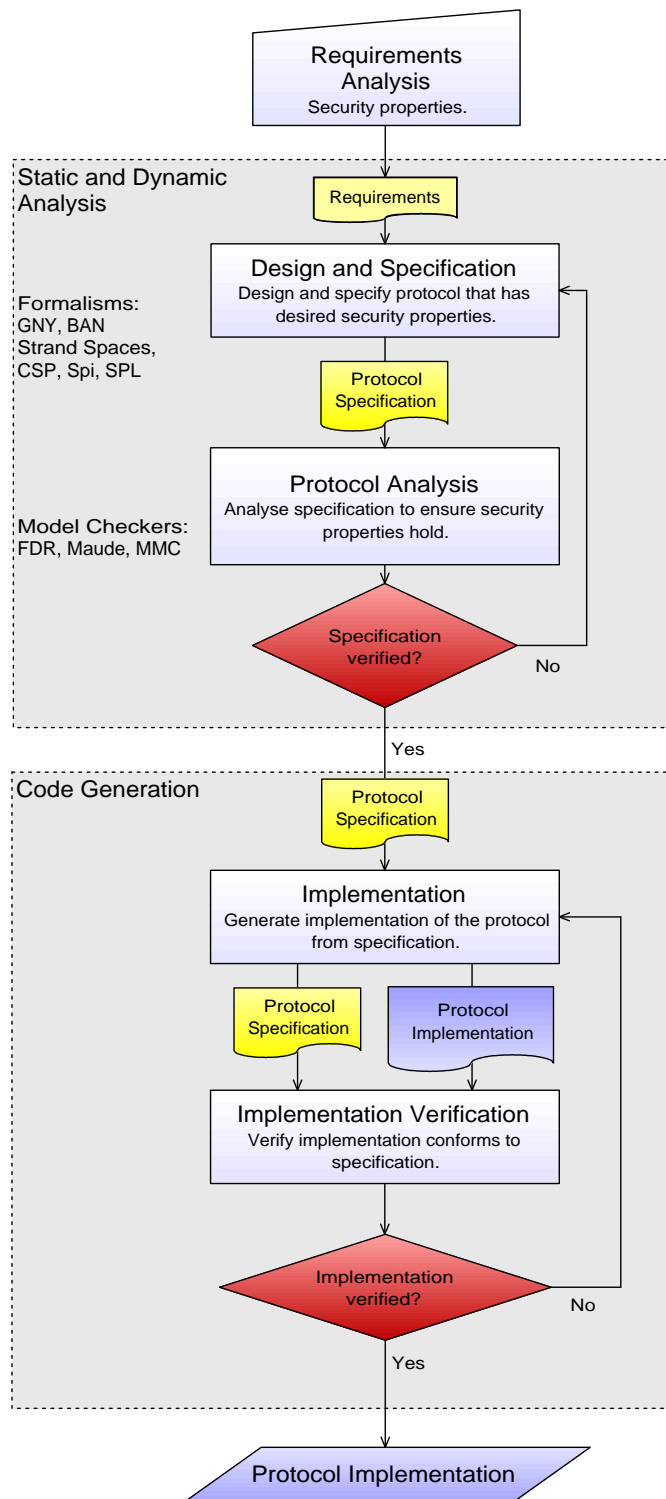 Requirements
Analysis
Security properties.
Static and Dynamic
Analysis
Requirements
Design and Specification
Design and specify protocol that has
desired security properties.
Formalisms:
GNY, BAN
Strand Spaces,
CSP, Spi, SPL
Protocol
Specification
Protocol Analysis
Analyse specification to ensure security
properties hold.
Model Checkers:
FDR, Maude, MMC
Specification
verified?
No
Yes
Code Generation
Protocol
Specification
Implementation
Generate implementation of the protocol
from specification.
Protocol
Specification
Protocol
Implementation
Implementation Verification
Verify implementation conforms to
specification.
Implementation
verified?
No
Yes
Protocol Implementation